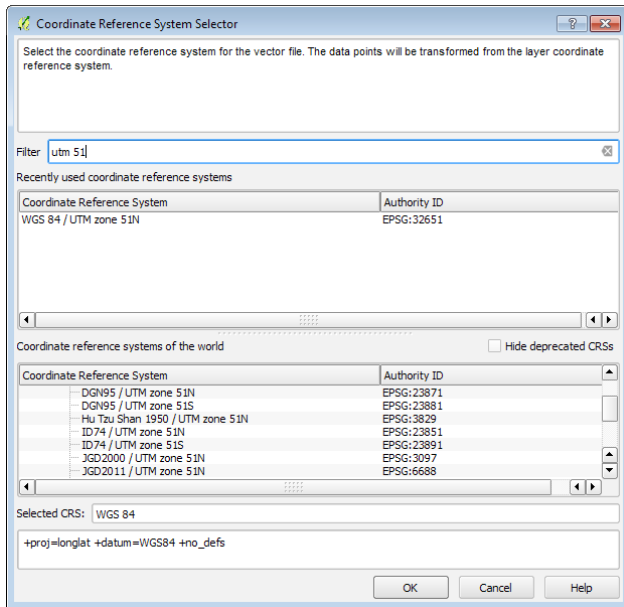 Coordinate Reference System Selector
Select the coordinate reference system for the vector file. The data points will be transformed from the layer coordinate
reference system.
Filter utm 51
Recently used coordinate reference systems
Coordinate Reference System Authority ID
WGS 84 / UTM zone 51N EPSG:32651
Coordinate reference systems of the world Hide deprecated CRSs
Coordinate Reference System Authority ID
DGN95 / UTM zone 51N EPSG:23871
DGN95 / UTM zone 51S EPSG:23881
Hu Tzu Shan 1950 / UTM zone 51N EPSG:3829
ID74 / UTM zone 51N EPSG:23851
ID74 / UTM zone 51S EPSG:23891
JGD2000 / UTM zone 51N EPSG:3097
JGD2011 / UTM zone 51N EPSG:6688
Selected CRS: WGS 84
+proj=longlat +datum=WGS84 +no_defs
OK Cancel Help